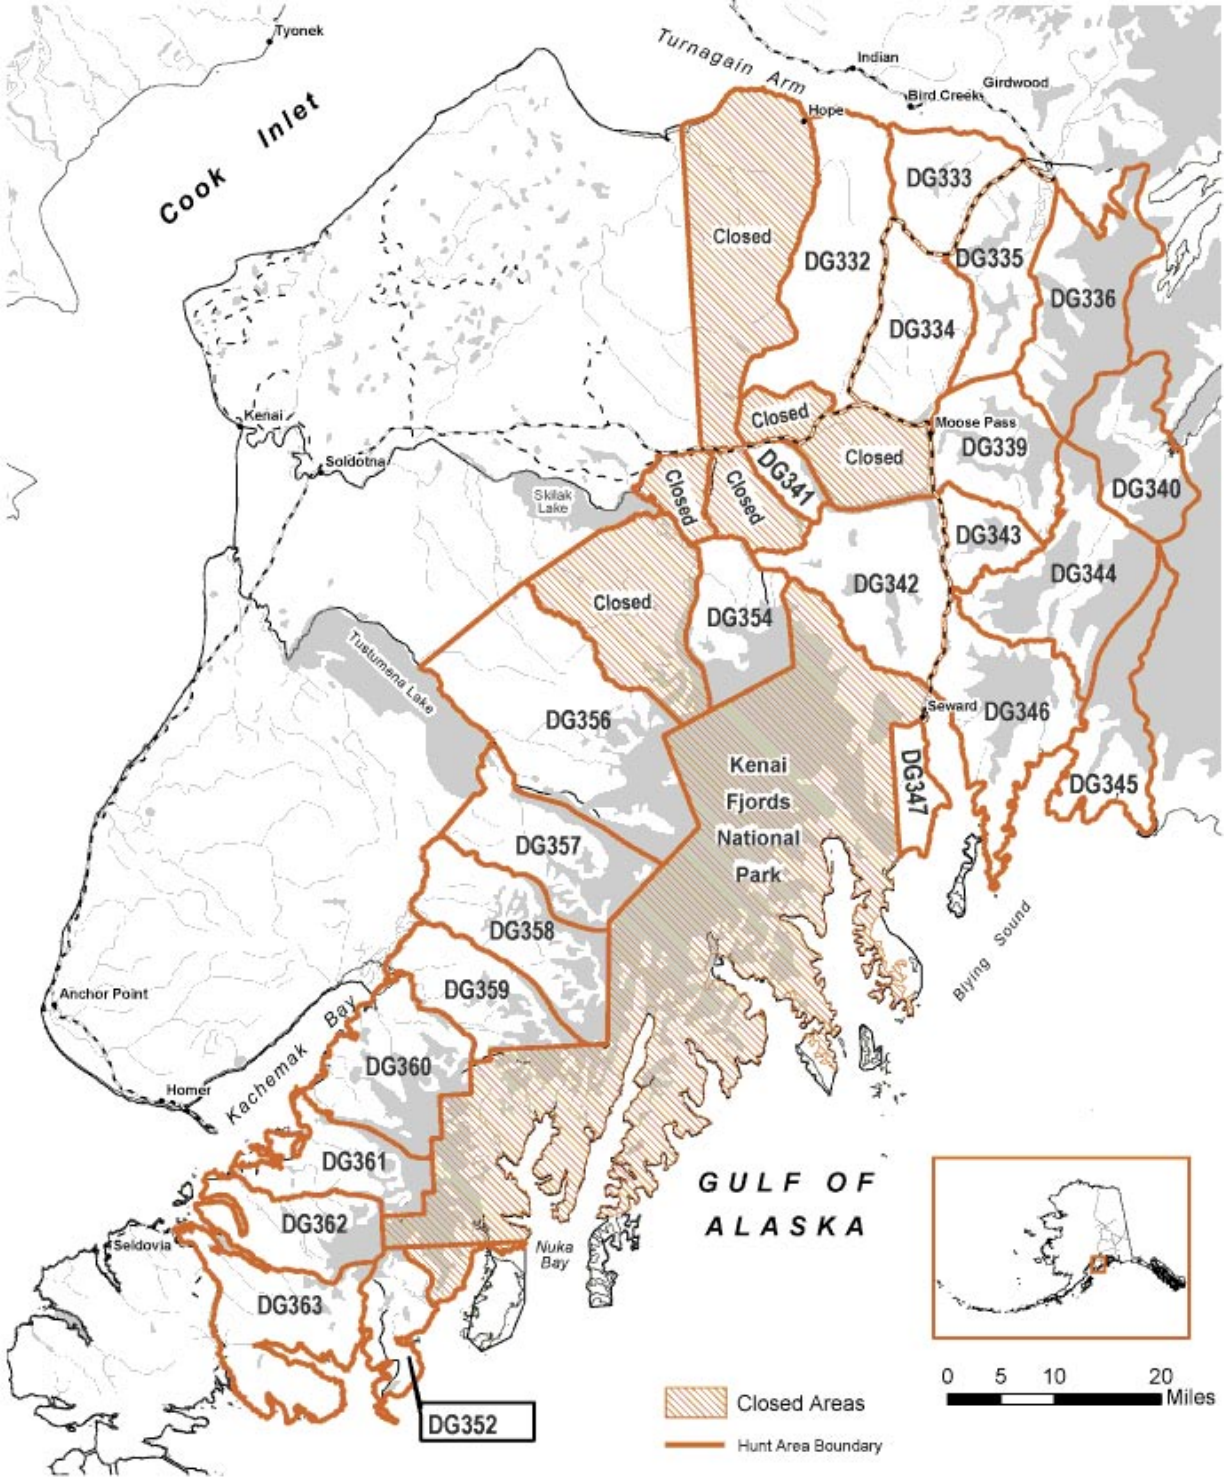 Tyonek
Cook Inlet
Turnagain Arm
Indian
Bird Creek
Girdwood
Hope
Closed
DG333
DG332
DG335
DG336
DG334
Closed
Kenai
Moose Pass
DG339
Closed
Soldotna
Skilak
Lake
Closed
Closed
DG341
DG340
DG343
DG344
DG342
Closed
DG354
Tustumena Lake
DG356
Seward
DG346
DG347
DG345
Kenai
Fjords
National
Park
DG357
DG358
DG359
Blying Sound
Anchor Point
Kachemak Bay
DG360
Homer
DG361
DG362
Seldovia
DG363
DG352
Nuka
Bay
GULF OF
ALASKA
0 5 10 20
Miles
Closed Areas
Hunt Area Boundary